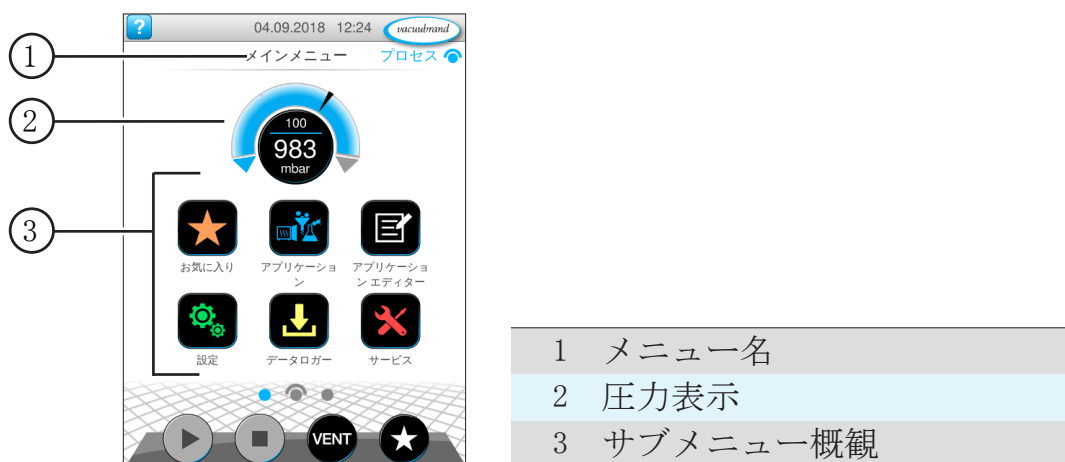 ?
04.09.2018 12:24
vacuubrand
1
メインメニュー
プロセス
2
100
983
mbar
3
お気に入り
アプリケーショ
ン
アプリケーショ
ン エディター
設定
データロガー
サービス
VENT
1 メニュー名
2 圧力表示
3 サブメニュー概観